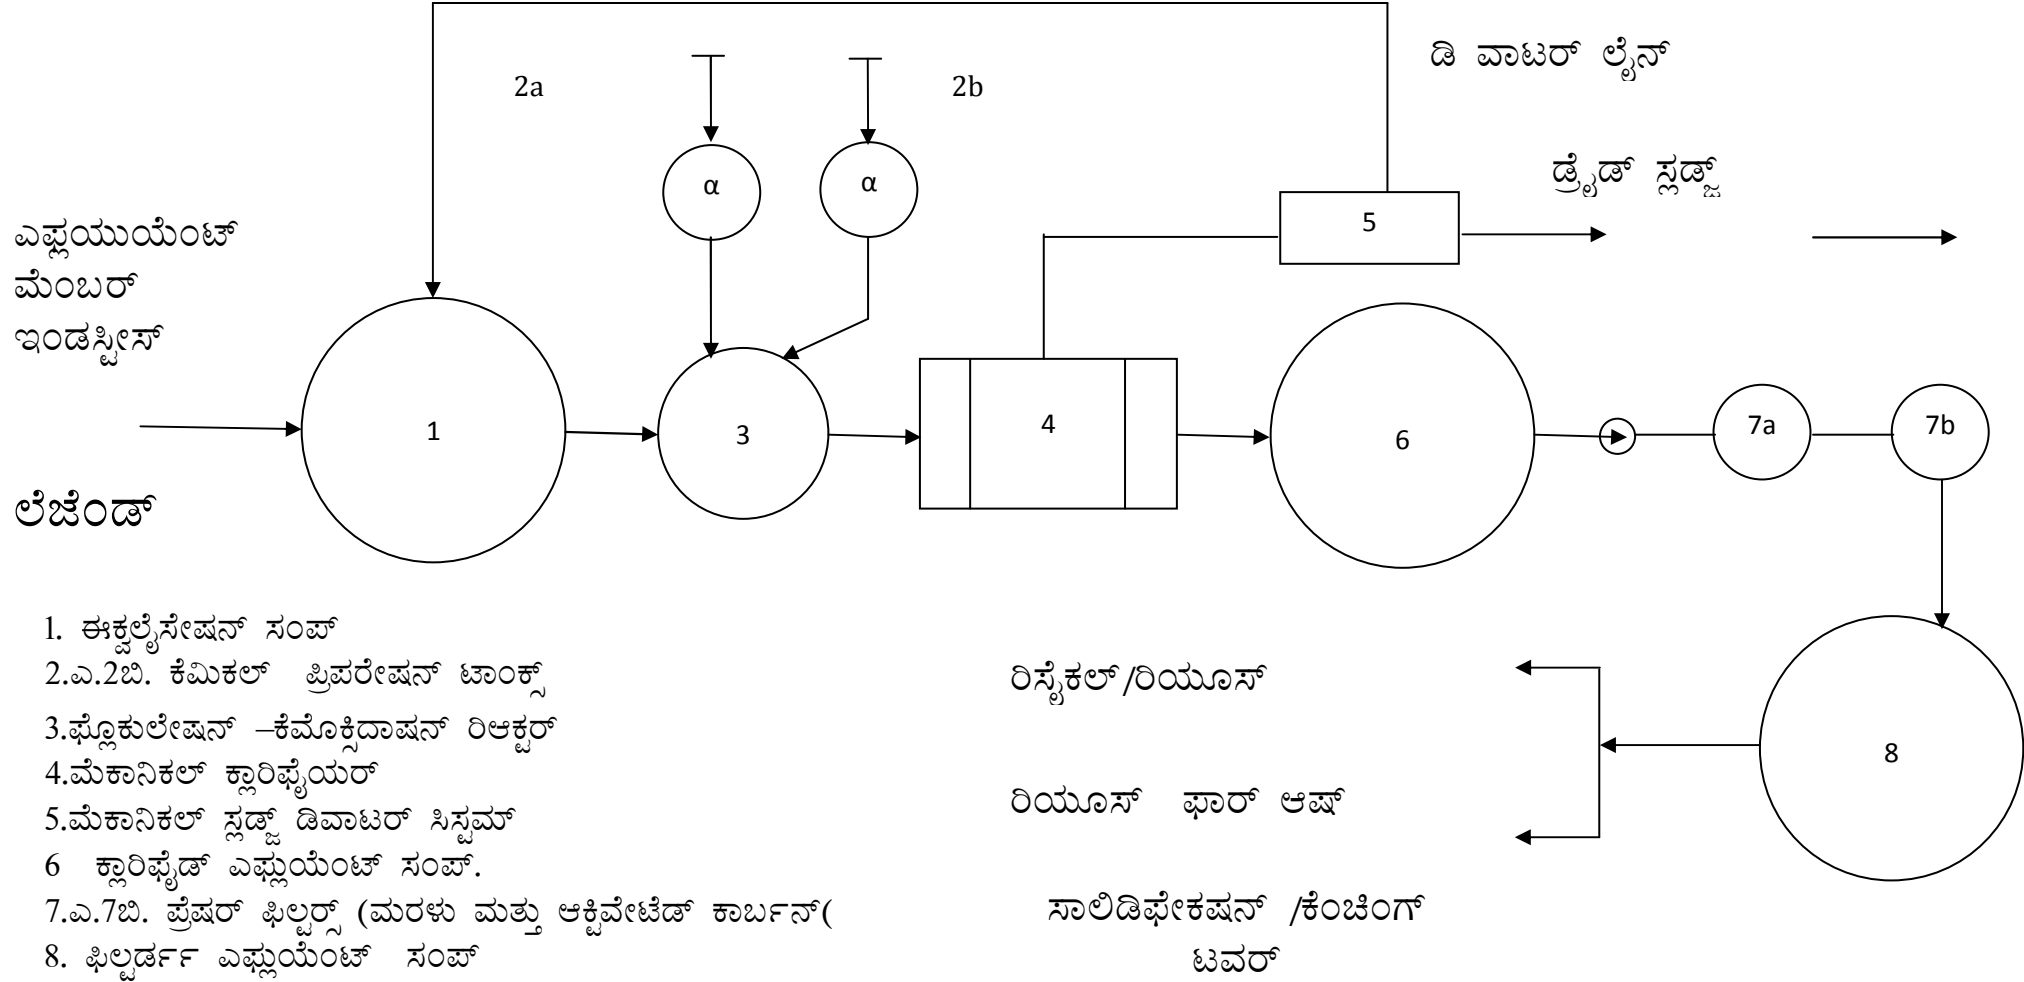 2a
2b
ಡಿ ವಾಟರ್ ಲೈನ್
α
α
ಡ್ರೈಡ್ ಸ್ಲಡ್ಜ್
5
ಎಫ್ಲಯುಯೆಂಟ್
ಮೆಂಬರ್
ಇಂಡಸ್ಟೀಸ್
1
3
4
6
7a
7b
ಲೆಜೆಂಡ್
1. ಈಕ್ವಲೈಸೇಷನ್ ಸಂಪ್
2.ಎ.2ಬಿ. ಕೆಮಿಕಲ್ ಪ್ರಿಪರೇಷನ್ ಟಾಂಕ್ಸ್
3.ಫ್ಲೊಕುಲೇಷನ್ –ಕೆಮೊಕ್ಸಿದಾಷನ್ ರಿಆಕ್ಟರ್
4.ಮೆಕಾನಿಕಲ್ ಕ್ಲಾರಿಫೈಯರ್
5.ಮೆಕಾನಿಕಲ್ ಸ್ಲಡ್ಜ್ ಡಿವಾಟರ್ ಸಿಸ್ಟಮ್
6 ಕ್ಲಾರಿಫೈಡ್ ಎಫ್ಲುಯೆಂಟ್ ಸಂಪ್.
7.ಎ.7ಬಿ. ಪ್ರೆಷರ್ ಫಿಲ್ಟರ್ಸ್ (ಮರಳು ಮತ್ತು ಆಕ್ಟಿವೇಟೆಡ್ ಕಾರ್ಬನ್(
8. ಫಿಲ್ಟರ್ಡರ್ ಎಫ್ಲುಯೆಂಟ್ ಸಂಪ್
ರಿಸೈಕಲ್/ರಿಯೂಸ್
8
ರಿಯೂಸ್ ಫಾರ್ ಆಷ್
ಸಾಲಿಡಿಫೇಕಷನ್ /ಕೆಂಚಿಂಗ್
ಟವರ್